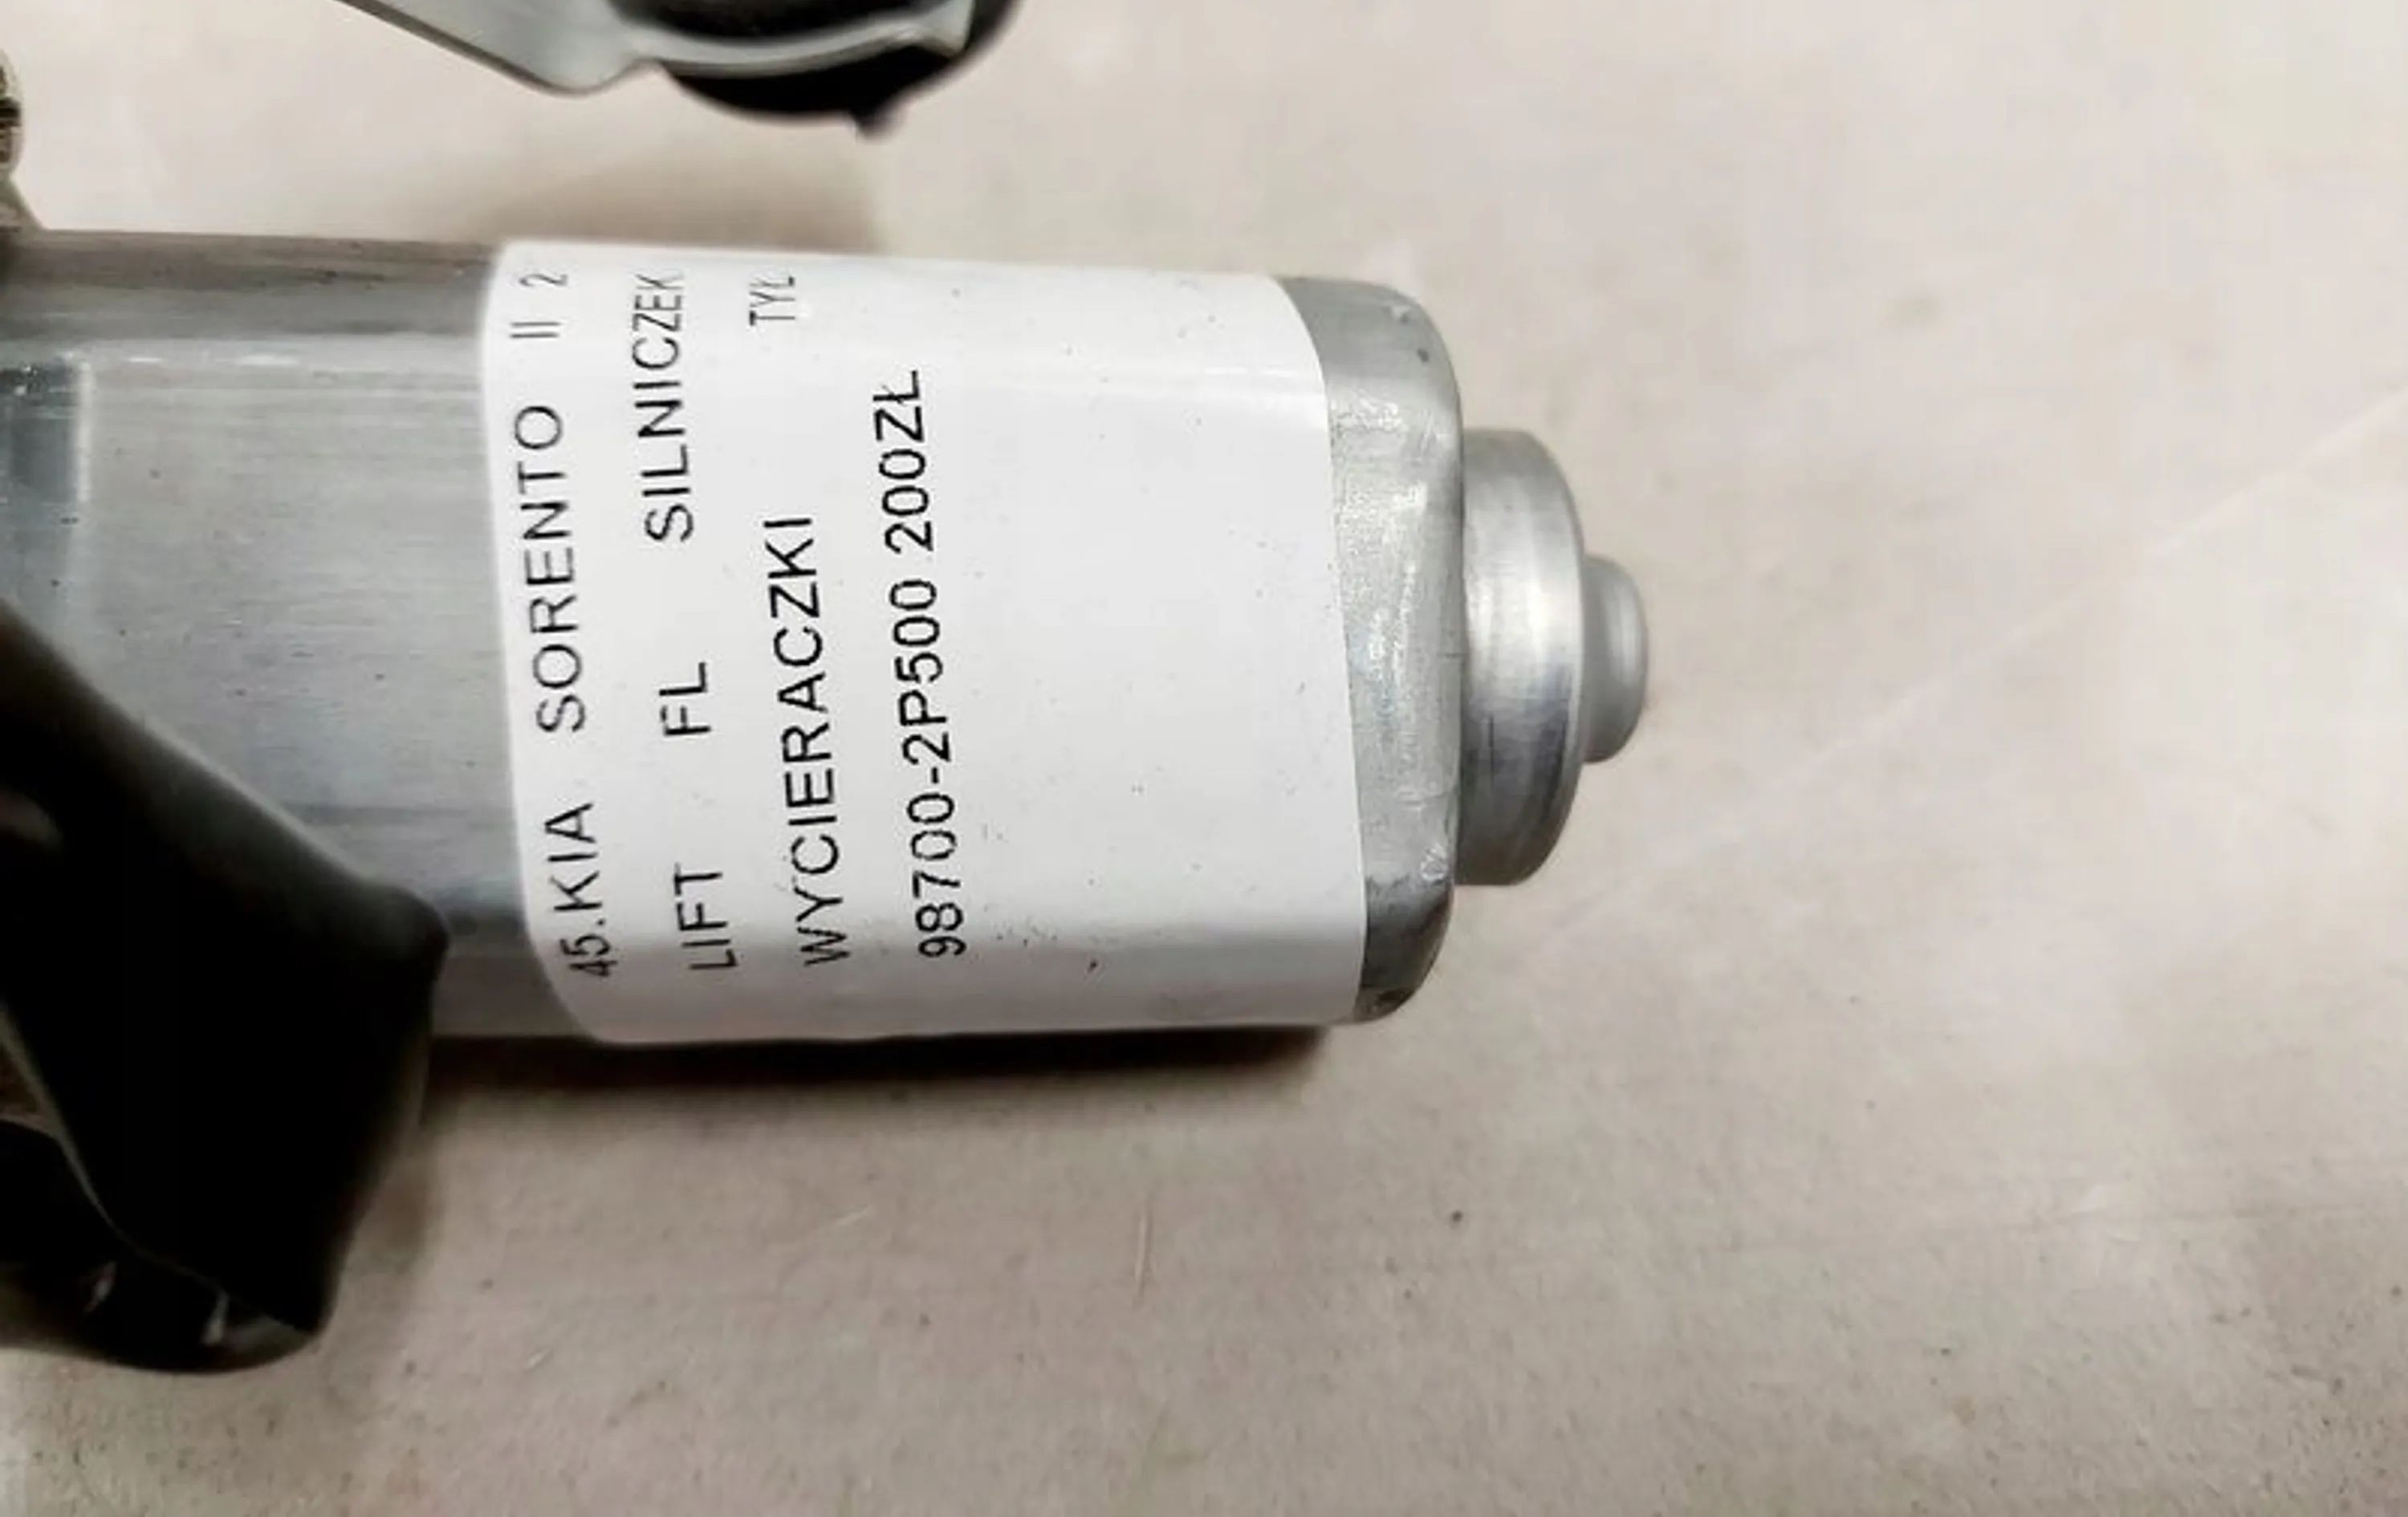 45.KIA SORENTO II 2
LIFT FL SILNICZEK
WYCIERACZKI TYŁ
98700-2P500 200ZŁ